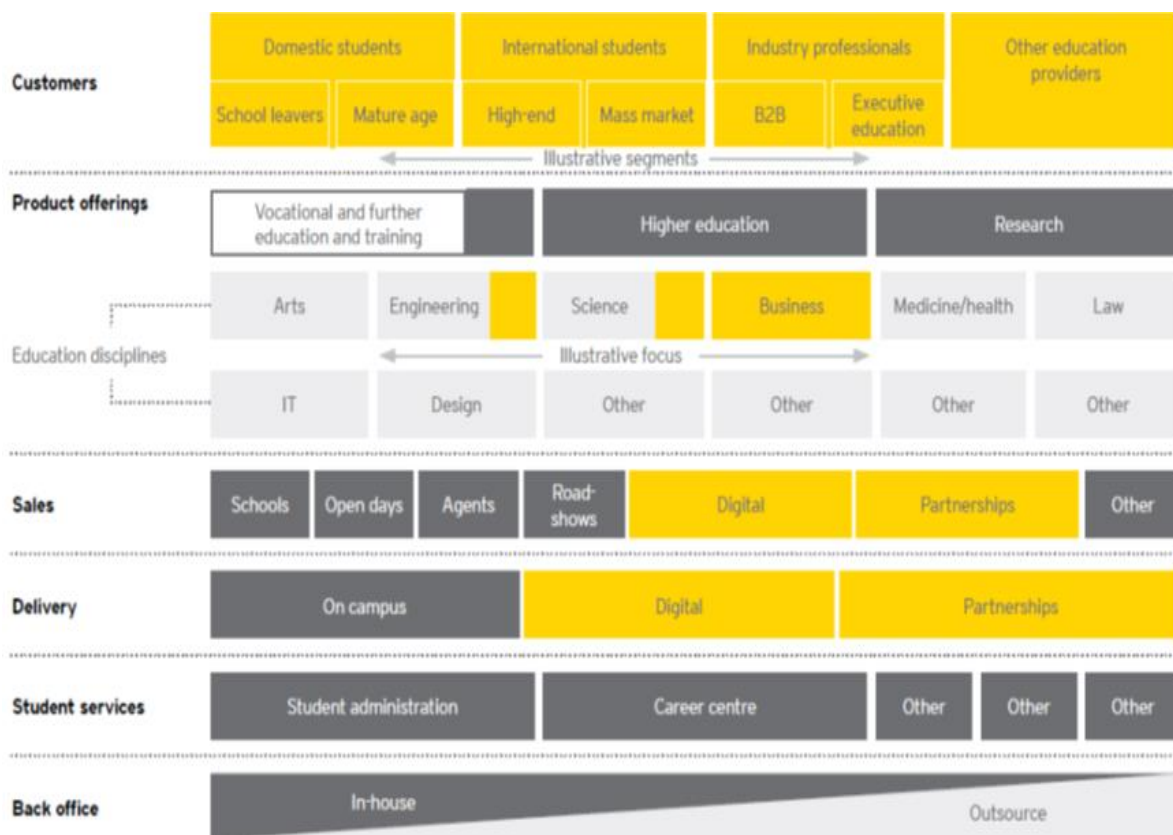 Customers
Domestic students
International students
Industry professionals
Other education
providers
School leavers
Mature age
High-end
Mass market
B2B
Executive
education
Illustrative segments
Product offerings
Vocational and further
education and training
Higher education
Research
Education disciplines
Arts
Engineering
Science
Business
Medicine/health
Law
Illustrative focus
IT
Design
Other
Other
Other
Other
Sales
Schools
Open days
Agents
Road-
shows
Digital
Partnerships
Other
Delivery
On campus
Digital
Partnerships
Student services
Student administration
Career centre
Other
Other
Other
Back office
In-house
Outsource